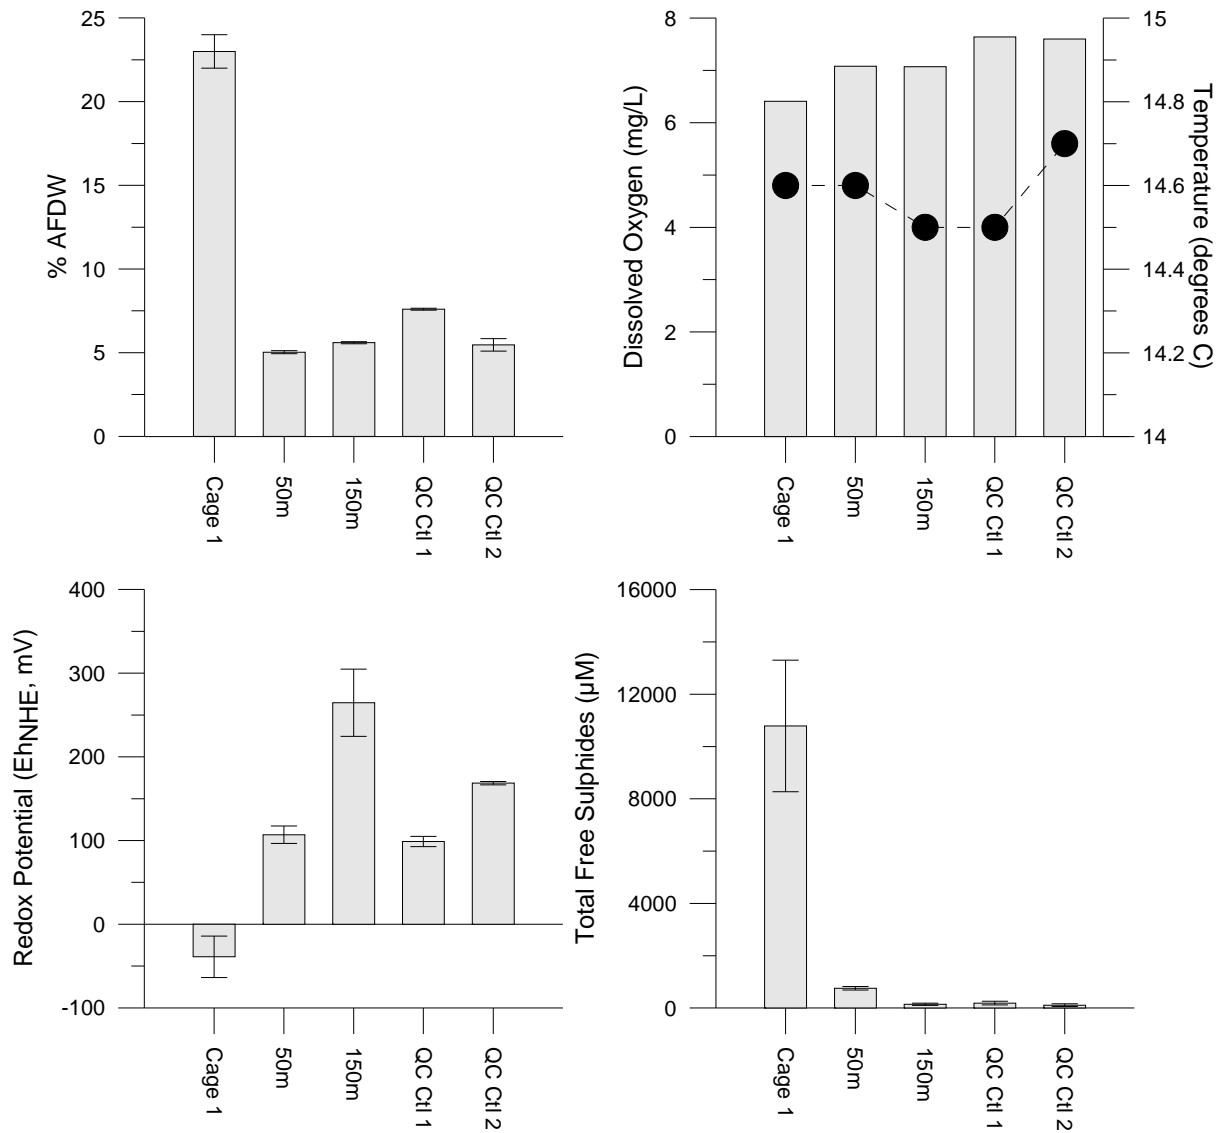 25
20
15
10
5
0
% AFDW
Cage 1
50m
150m
QC Ctl 1
QC Ctl 2
8
6
4
2
0
Dissolved Oxygen (mg/L)
15
14.8
14.6
14.4
14.2
14
Temperature (degrees C)
Cage 1
50m
150m
QC Ctl 1
QC Ctl 2
400
300
200
100
0
-100
Redox Potential (EhNHE, mV)
Cage 1
50m
150m
QC Ctl 1
QC Ctl 2
16000
12000
8000
4000
0
Total Free Sulphides (µM)
Cage 1
50m
150m
QC Ctl 1
QC Ctl 2